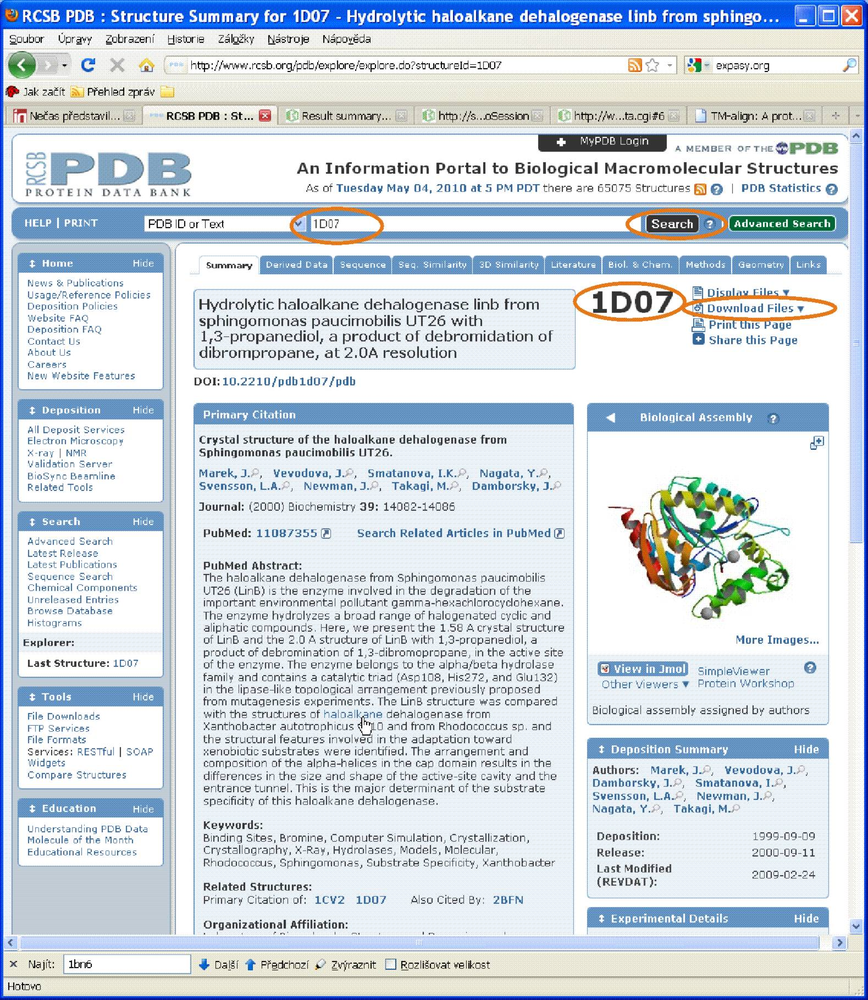 RCSB PDB : Structure Summary for 1D07 - Hydrolytic haloalkane dehalogenase linb from sphingo...
Soubor Úpravy Zobrazení Historie Záložky Nástroje Nápověda
http://www.rcsb.org/pdb/explore/explore.do?structureId=1D07 expasy.org
Jak začít Přehled zpráv
Nečas představil... RCSB PDB : St... Result summary... http://s...oSession http://w...ta.cgi#6 TM-align: A prot...
MyPDB Login
A MEMBER OF THE PDB
RCSB PDB
PROTEIN DATA BANK
An Information Portal to Biological Macromolecular Structures
As of Tuesday May 04, 2010 at 5 PM PDT there are 65075 Structures ? | PDB Statistics ?
HELP | PRINT PDB ID or Text 1D07 Search ? Advanced Search
Home Hide
News & Publications
Usage/Reference Policies
Deposition Policies
Website FAQ
Deposition FAQ
Contact Us
About Us
Careers
New Website Features
Deposition Hide
All Deposit Services
Electron Microscopy
X-ray | NMR
Validation Server
BioSync Beamline
Related Tools
Search Hide
Advanced Search
Latest Release
Latest Publications
Sequence Search
Chemical Components
Unreleased Entries
Browse Database
Histograms
Explorer:
Last Structure: 1D07
Tools Hide
File Downloads
FTP Services
File Formats
Services: RESTful | SOAP
Widgets
Compare Structures
Education Hide
Understanding PDB Data
Molecule of the Month
Educational Resources
Summary Derived Data Sequence Seq. Similarity 3D Similarity Literature Biol. & Chem. Methods Geometry Links
Hydrolytic haloalkane dehalogenase linb from
sphingomonas paucimobilis UT26 with
1,3-propanediol, a product of debromidation of
dibrompropane, at 2.0A resolution
1D07
Display Files
Download Files
Print this Page
Share this Page
DOI: 10.2210/pdb1d07/pdb
Primary Citation
Crystal structure of the haloalkane dehalogenase from
Sphingomonas paucimobilis UT26.
Marek, J., Vevodova, J., Smatanova, I.K., Nagata, Y.,
Svensson, L.A., Newman, J., Takagi, M., Damborsky, J.
Journal: (2000) Biochemistry 39: 14082-14086
PubMed: 11087355 Search Related Articles in PubMed
PubMed Abstract:
The haloalkane dehalogenase from Sphingomonas paucimobilis
UT26 (LinB) is the enzyme involved in the degradation of the
important environmental pollutant gamma-hexachlorocyclohexane.
The enzyme hydrolyzes a broad range of halogenated cyclic and
aliphatic compounds. Here, we present the 1.58 A crystal structure
of LinB and the 2.0 A structure of LinB with 1,3-propanediol, a
product of debromination of 1,3-dibromopropane, in the active site
of the enzyme. The enzyme belongs to the alpha/beta hydrolase
family and contains a catalytic triad (Asp108, His272, and Glu132)
in the lipase-like topological arrangement previously proposed
from mutagenesis experiments. The LinB structure was compared
with the structures of haloalkane dehalogenase from
Xanthobacter autotrophicus 10 and from Rhodococcus sp. and
the structural features involved in the adaptation toward
xenobiotic substrates were identified. The arrangement and
composition of the alpha-helices in the cap domain results in the
differences in the size and shape of the active-site cavity and the
entrance tunnel. This is the major determinant of the substrate
specificity of this haloalkane dehalogenase.
Keywords:
Binding Sites, Bromine, Computer Simulation, Crystallization,
Crystallography, X-Ray, Hydrolases, Models, Molecular,
Rhodococcus, Sphingomonas, Substrate Specificity, Xanthobacter
Related Structures:
Primary Citation of: 1CV2 1D07 Also Cited By: 2BFN
Organizational Affiliation:
Biological Assembly ?
More Images...
View in Jmol SimpleViewer ?
Other Viewers Protein Workshop
Biological assembly assigned by authors
Deposition Summary Hide
Authors: Marek, J., Vevodova, J.,
Damborsky, J., Smatanova, I.,
Svensson, L.A., Newman, J.,
Nagata, Y., Takagi, M.
Deposition: 1999-09-09
Release: 2000-09-11
Last Modified
(REVDAT): 2009-02-24
Experimental Details Hide
Najít: 1bn6 Další Předchozí Zvýraznit Rozlišovat velikost
Hotovo